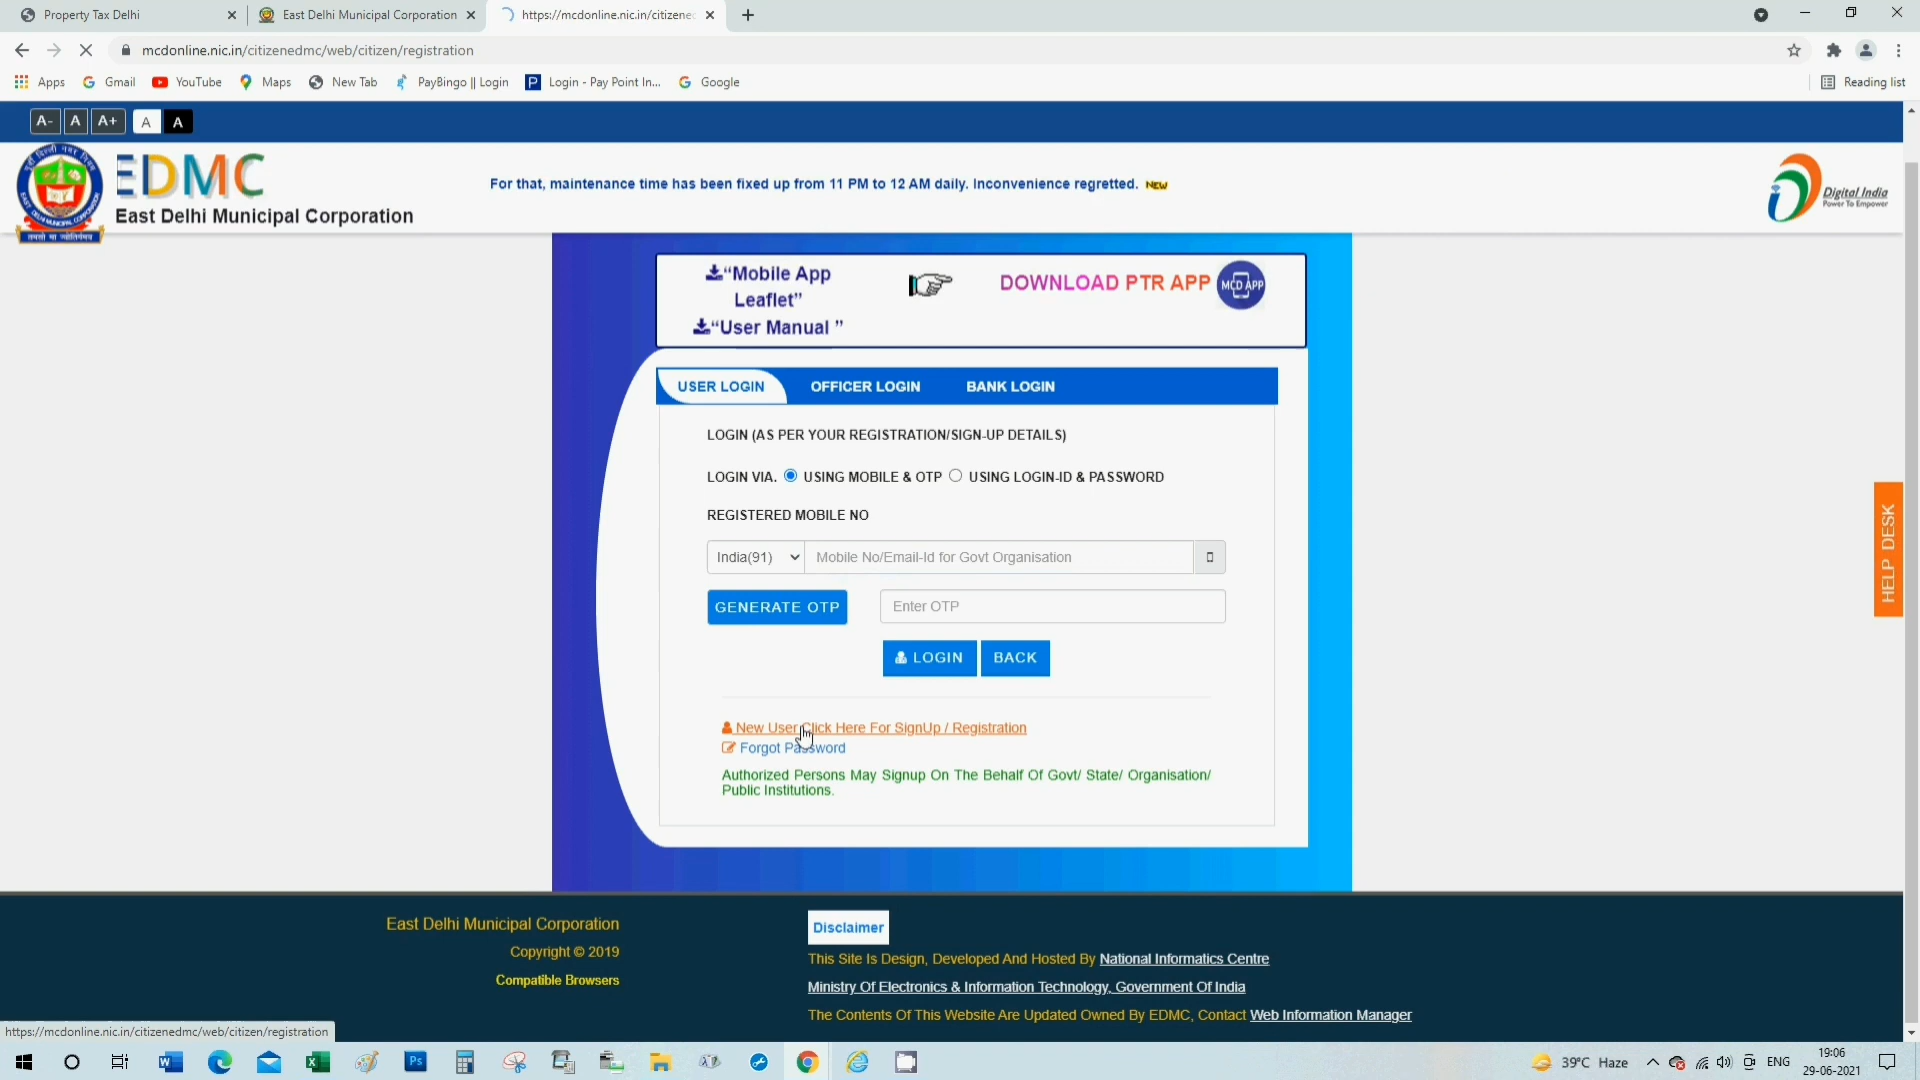 Property Tax Delhi
East Delhi Municipal Corporation
https://mcdonline.nic.in/citizened
mcdonline.nic.in/citizenedmc/web/citizen/registration
Apps Gmail YouTube Maps New Tab PayBingo || Login Login - Pay Point In... Google Reading list
A- A A+ A A
EDMC
East Delhi Municipal Corporation
For that, maintenance time has been fixed up from 11 PM to 12 AM daily. Inconvenience regretted. NEW
Digital India
Power To Empower
"Mobile App
Leaflet"
"User Manual "
DOWNLOAD PTR APP
MCD APP
USER LOGIN OFFICER LOGIN BANK LOGIN
LOGIN (AS PER YOUR REGISTRATION/SIGN-UP DETAILS)
LOGIN VIA. USING MOBILE & OTP USING LOGIN-ID & PASSWORD
REGISTERED MOBILE NO
India(91) Mobile No/Email-Id for Govt Organisation
GENERATE OTP Enter OTP
LOGIN BACK
New User Click Here For SignUp / Registration
Forgot Password
Authorized Persons May Signup On The Behalf Of Govt/ State/ Organisation/
Public Institutions.
HELP DESK
East Delhi Municipal Corporation
Copyright © 2019
Compatible Browsers
Disclaimer
This Site Is Design, Developed And Hosted By National Informatics Centre
Ministry Of Electronics & Information Technology, Government Of India
The Contents Of This Website Are Updated Owned By EDMC, Contact Web Information Manager
https://mcdonline.nic.in/citizenedmc/web/citizen/registration
39°C Haze ENG
19:06
29-06-2021